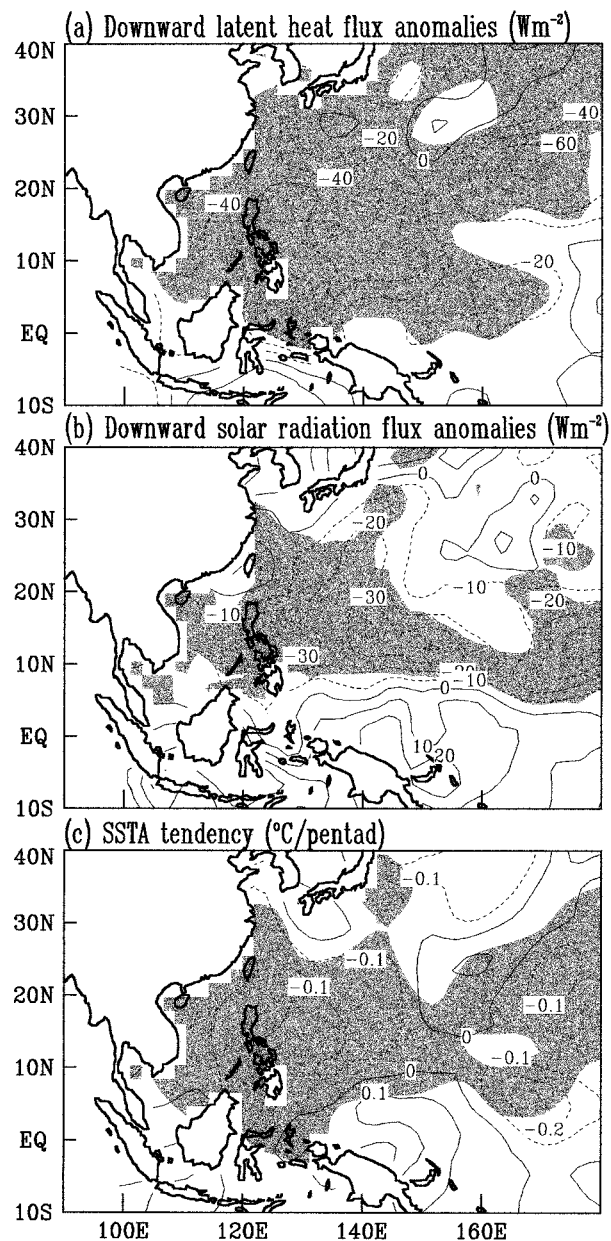 (a) Downward latent heat flux anomalies (Wm⁻²)
40N
30N
20N
10N
EQ
10S
-40
-20
0
-60
-40
-40
-20
(b) Downward solar radiation flux anomalies (Wm⁻²)
40N
30N
20N
10N
EQ
10S
0
0
-20
-10
-10
-30
-20
-10
-30
-10
0
10
20
(c) SSTA tendency (°C/pentad)
40N
30N
20N
10N
EQ
10S
-0.1
-0.1
-0.1
-0.1
0
-0.1
0
0.1
-0.2
100E 120E 140E 160E